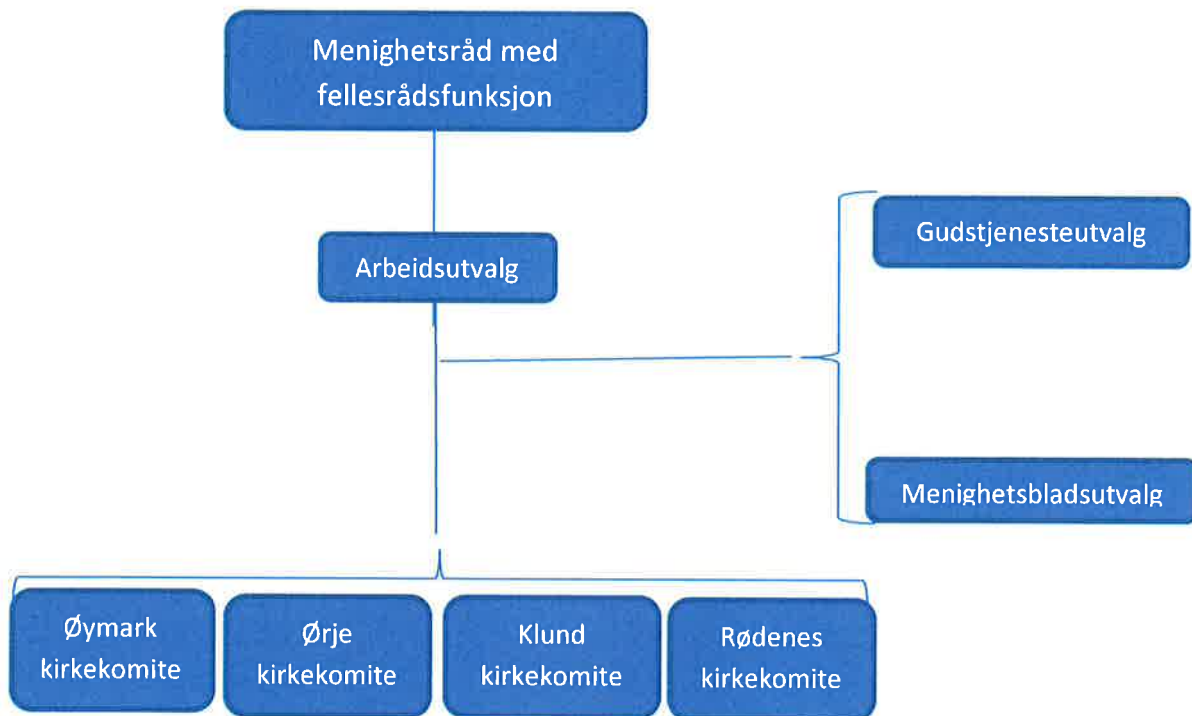 Menighetsråd med
fellesrådsfunksjon
Arbeidsutvalg
Gudstjenesteutvalg
Menighetsbladsutvalg
Øymark
kirkekomite
Ørje
kirkekomite
Klund
kirkekomite
Rødenes
kirkekomite